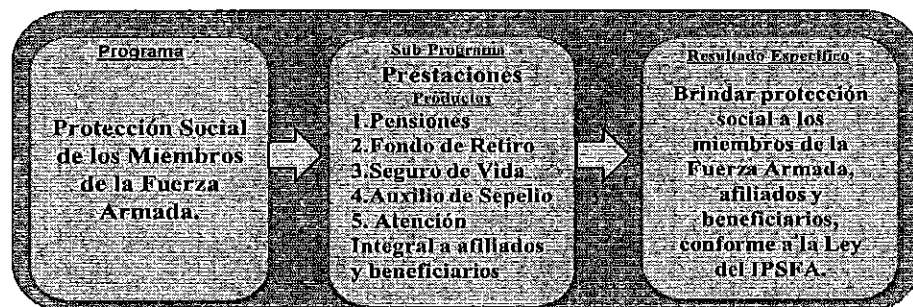 Programa
Protección Social
de los Miembros
de la Fuerza
Armada.
Sub Programa
Prestaciones
Productos
1.Pensiones
2.Fondo de Retiro
3.Seguro de Vida
4.Auxilio de Sepelio
5. Atención
Integral a afiliados
y beneficiarios
Resultado Específico
Brindar protección
social a los
miembros de la
Fuerza Armada,
afiliados y
beneficiarios,
conforme a la Ley
del IPSFA.